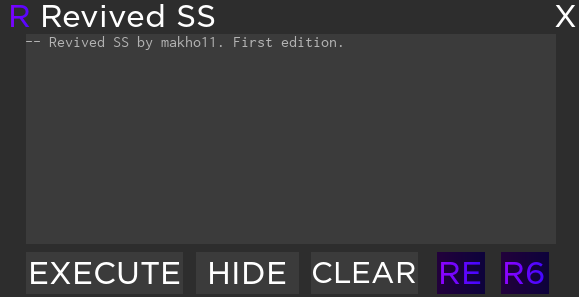 R Revived SS X
-- Revived SS by makho11. First edition.
EXECUTE HIDE CLEAR RE R6